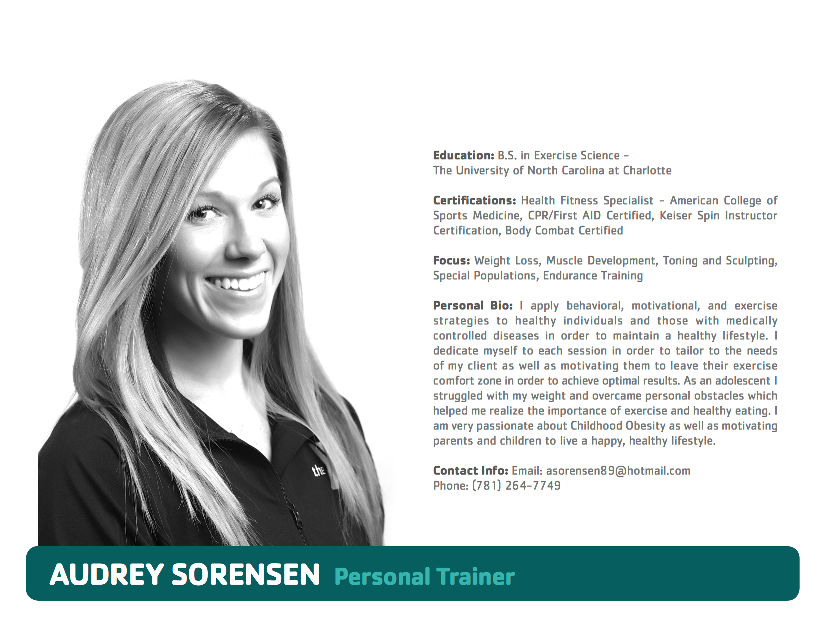 Education: B.S. in Exercise Science –
The University of North Carolina at Charlotte
Certifications: Health Fitness Specialist – American College of
Sports Medicine, CPR/First AID Certified, Keiser Spin Instructor
Certification, Body Combat Certified
Focus: Weight Loss, Muscle Development, Toning and Sculpting,
Special Populations, Endurance Training
Personal Bio: I apply behavioral, motivational, and exercise
strategies to healthy individuals and those with medically
controlled diseases in order to maintain a healthy lifestyle. I
dedicate myself to each session in order to tailor to the needs
of my client as well as motivating them to leave their exercise
comfort zone in order to achieve optimal results. As an adolescent I
struggled with my weight and overcame personal obstacles which
helped me realize the importance of exercise and healthy eating. I
am very passionate about Childhood Obesity as well as motivating
parents and children to live a happy, healthy lifestyle.
Contact Info: Email: asorensen89@hotmail.com
Phone: (781) 264-7749
the
AUDREY SORENSEN Personal Trainer